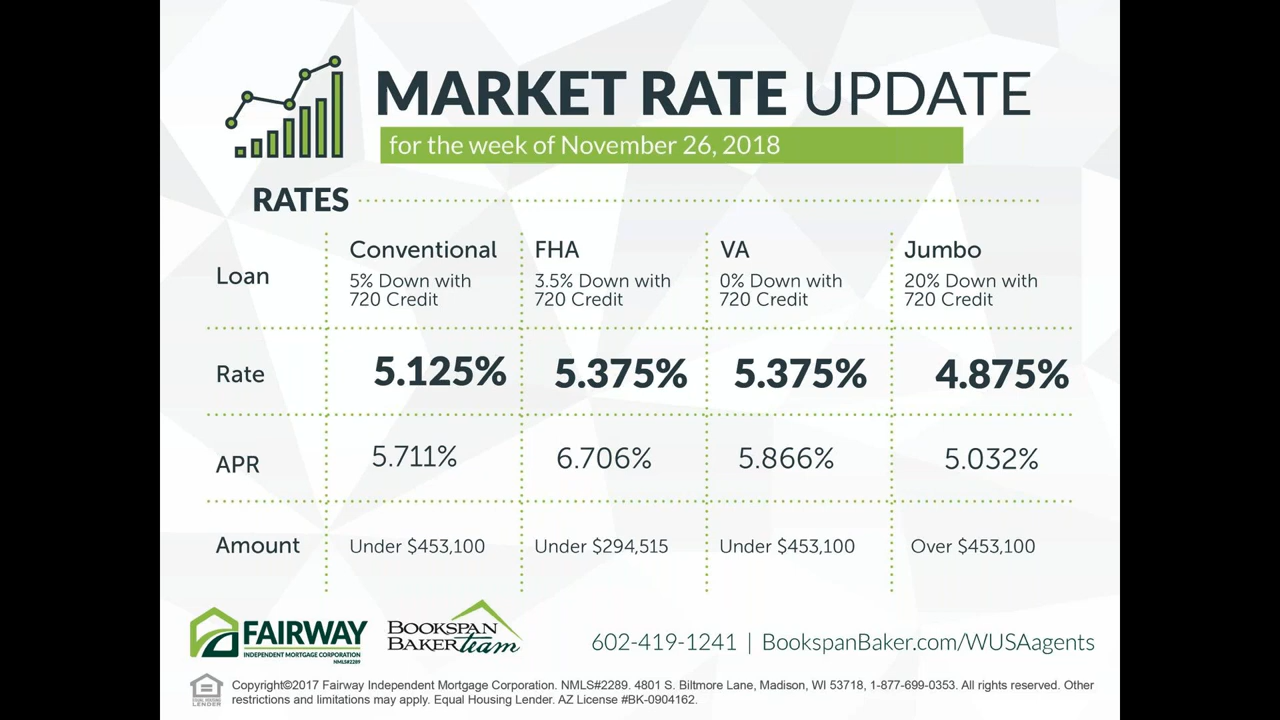 MARKET RATE UPDATE
for the week of November 26, 2018
RATES
Loan
Conventional
5% Down with
720 Credit
FHA
3.5% Down with
720 Credit
VA
0% Down with
720 Credit
Jumbo
20% Down with
720 Credit
Rate
5.125%
5.375%
5.375%
4.875%
APR
5.711%
6.706%
5.866%
5.032%
Amount
Under $453,100
Under $294,515
Under $453,100
Over $453,100
FAIRWAY
INDEPENDENT MORTGAGE CORPORATION
NMLS#2289
BOOKSPAN
BAKER team
602-419-1241 | BookspanBaker.com/WUSAagents
EQUAL HOUSING
LENDER
Copyright©2017 Fairway Independent Mortgage Corporation. NMLS#2289. 4801 S. Biltmore Lane, Madison, WI 53718, 1-877-699-0353. All rights reserved. Other
restrictions and limitations may apply. Equal Housing Lender. AZ License #BK-0904162.